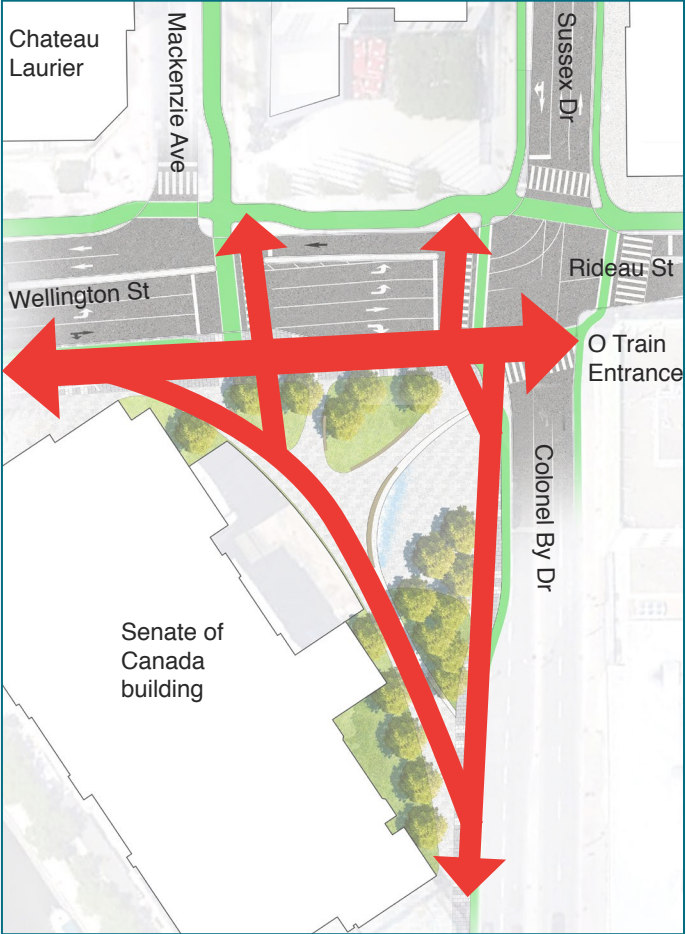 Chateau
Laurier
Mackenzie Ave
Sussex Dr
Rideau St
Wellington St
O Train
Entrance
Colonel By Dr
Senate of
Canada
building